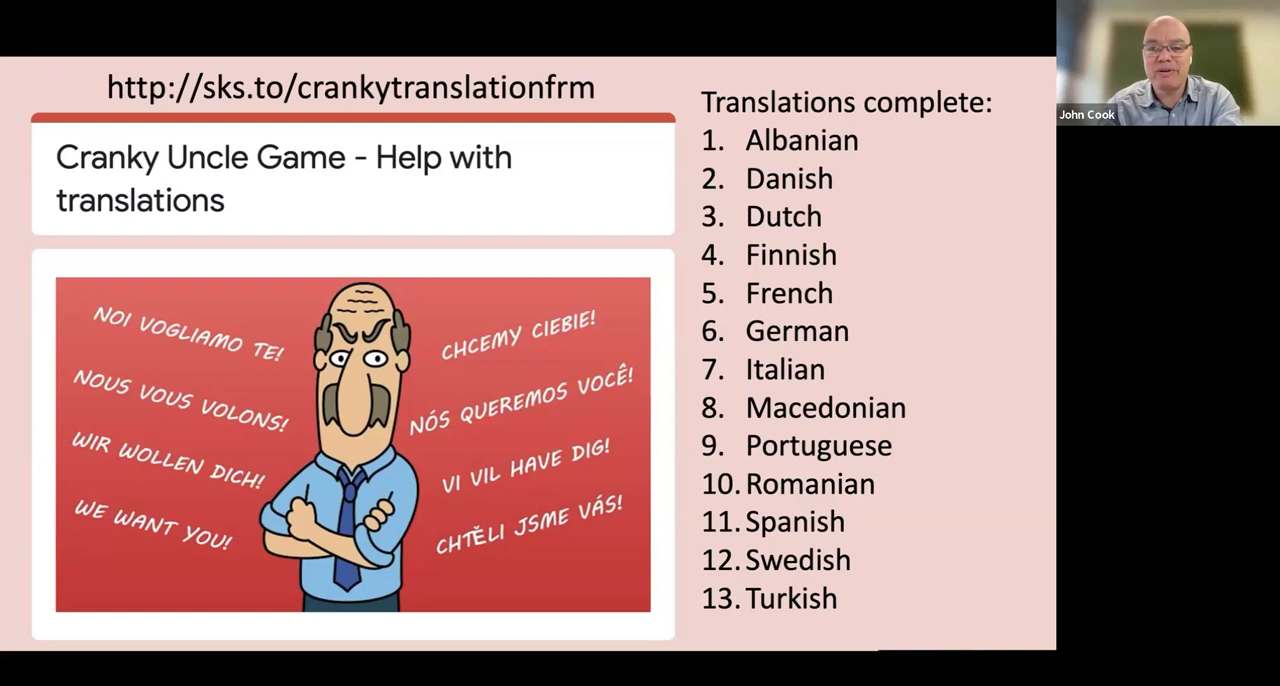 http://sks.to/crankytranslationfrm
Cranky Uncle Game - Help with
translations
NOI VOGLIAMO TE!
NOUS VOUS VOLONS!
WIR WOLLEN DICH!
WE WANT YOU!
CHCEMY CIEBIE!
NÓS QUEREMOS VOCÊ!
VI VIL HAVE DIG!
CHTĚLI JSME VÁS!
Translations complete:
1. Albanian
2. Danish
3. Dutch
4. Finnish
5. French
6. German
7. Italian
8. Macedonian
9. Portuguese
10. Romanian
11. Spanish
12. Swedish
13. Turkish
John Cook